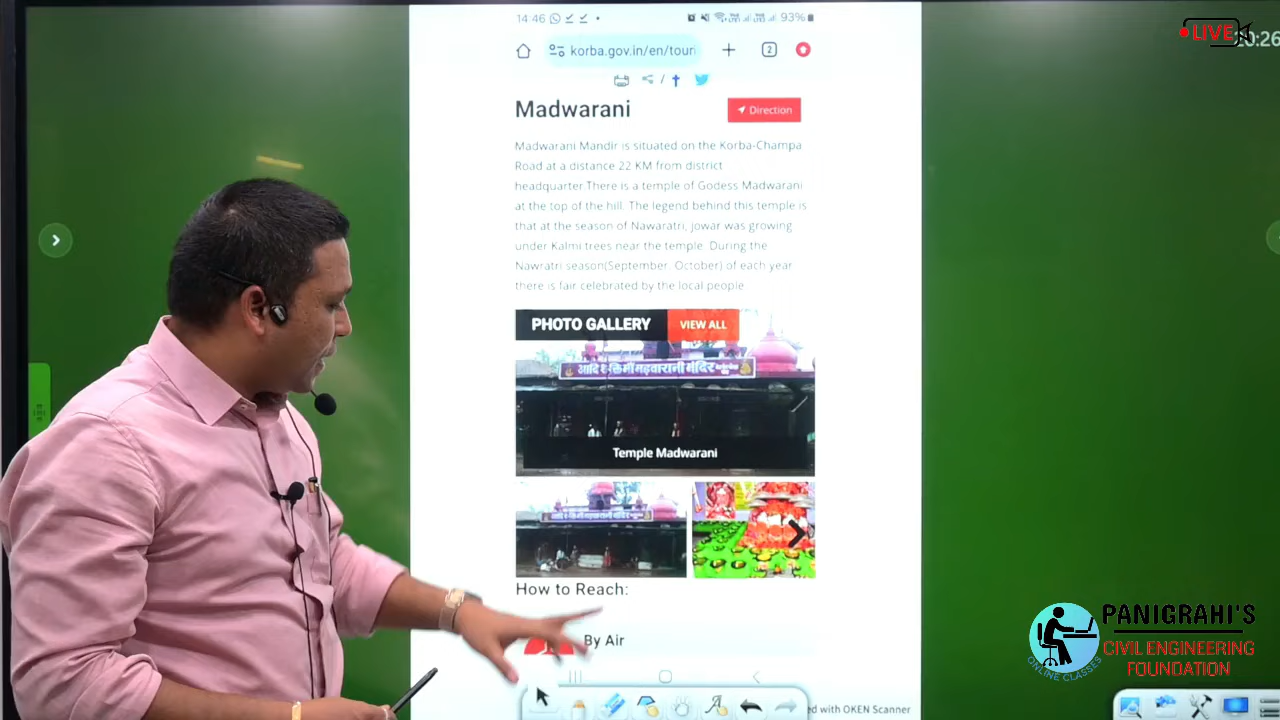 14:46
93%
LIVE
20:26
korba.gov.in/en/touri
2
Madwarani
Direction
Madwarani Mandir is situated on the Korba-Champa
Road at a distance 22 KM from district
headquarter.There is a temple of Godess Madwarani
at the top of the hill. The legend behind this temple is
that at the season of Nawaratri, jowar was growing
under Kalmi trees near the temple. During the
Nawratri season(September. October) of each year
there is fair celebrated by the local people
PHOTO GALLERY
VIEW ALL
मड़वारानी मंदिर
Temple Madwarani
How to Reach:
By Air
ed with OKEN Scanner
PANIGRAHI'S
CIVIL ENGINEERING
FOUNDATION
ONLINE CLASSES